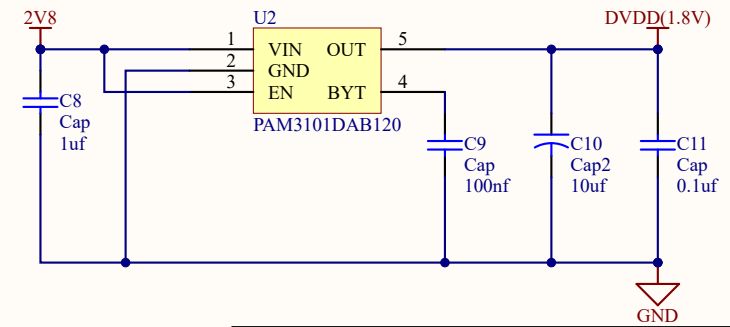 2V8
U2
DVDD(1.8V)
1
VIN
OUT
5
2
GND
3
EN
BYT
4
PAM3101DAB120
C8
Cap
1uf
C9
Cap
100nf
C10
Cap2
10uf
C11
Cap
0.1uf
GND